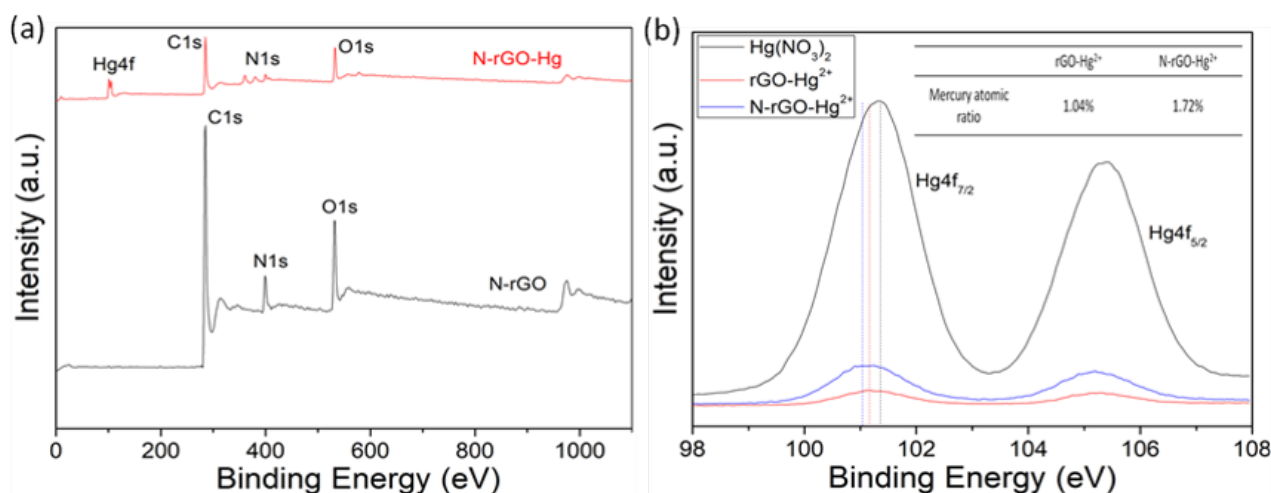 (a)
Intensity (a.u.)
Hg4f
C1s
N1s
O1s
N-rGO-Hg
C1s
N1s
O1s
N-rGO
0 200 400 600 800 1000
Binding Energy (eV)
(b)
Intensity (a.u.)
Hg(NO₃)₂
rGO-Hg²⁺
N-rGO-Hg²⁺
rGO-Hg²⁺ N-rGO-Hg²⁺
Mercury atomic
ratio
1.04% 1.72%
Hg4f₇/₂
Hg4f₅/₂
98 100 102 104 106 108
Binding Energy (eV)